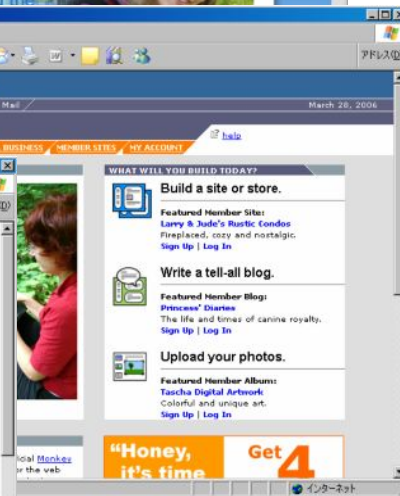 アドレス(D)
Mail
March 28, 2006
help
BUSINESS
MEMBER SITES
MY ACCOUNT
WHAT WILL YOU BUILD TODAY?
Build a site or store.
Featured Member Site:
Larry & Jude's Rustic Condos
Fireplaced, cozy and nostalgic.
Sign Up | Log In
Write a tell-all blog.
Featured Member Blog:
Princess' Diaries
The life and times of canine royalty.
Sign Up | Log In
Upload your photos.
Featured Member Album:
Tascha Digital Artwork
Colorful and unique art.
Sign Up | Log In
Monkey
or the web
"Honey,
it's time
Get
4
インターネット